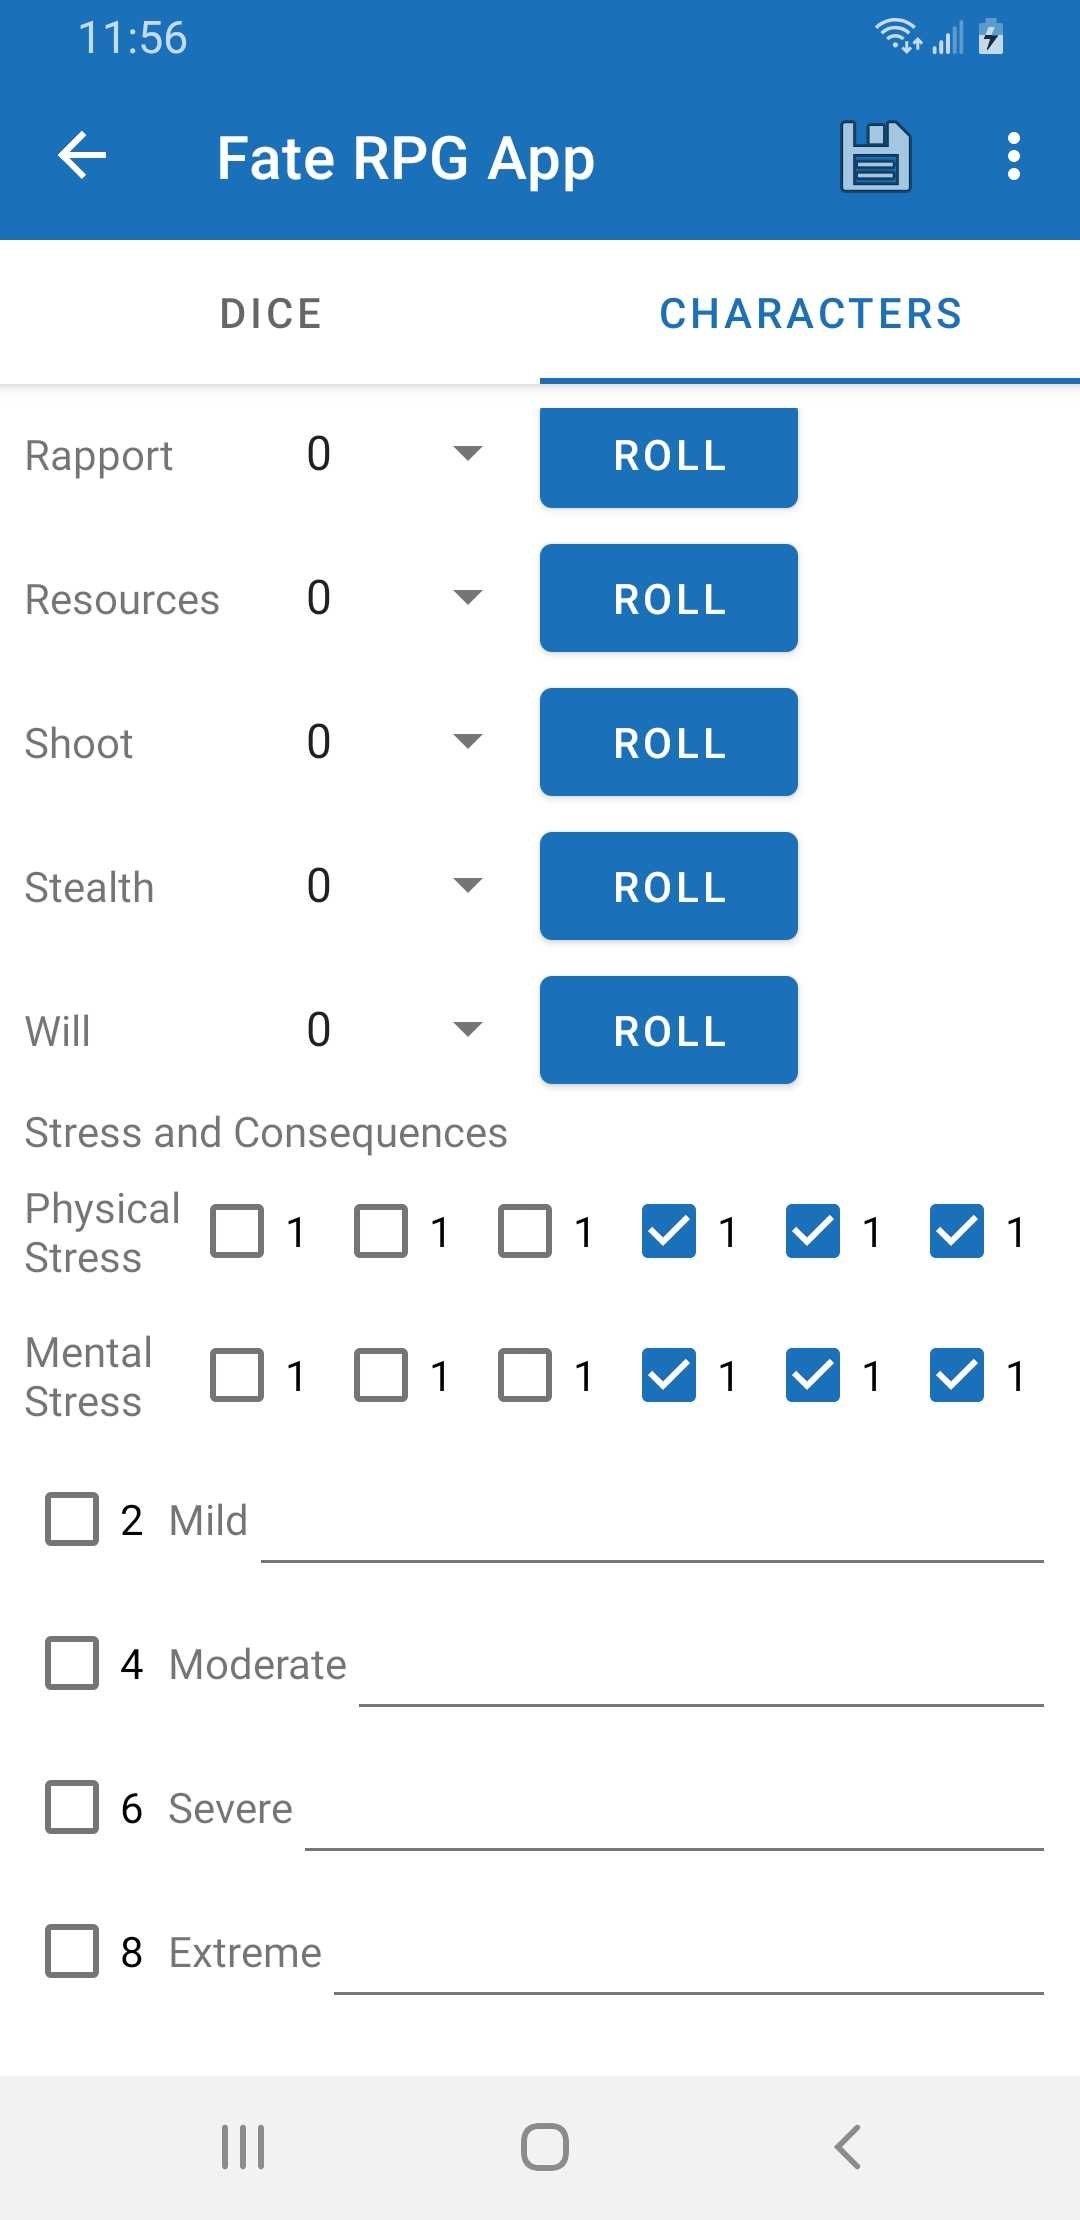 11:56
Fate RPG App
DICE CHARACTERS
Rapport 0 ROLL
Resources 0 ROLL
Shoot 0 ROLL
Stealth 0 ROLL
Will 0 ROLL
Stress and Consequences
Physical Stress 1 1 1 1 1 1
Mental Stress 1 1 1 1 1 1
2 Mild
4 Moderate
6 Severe
8 Extreme